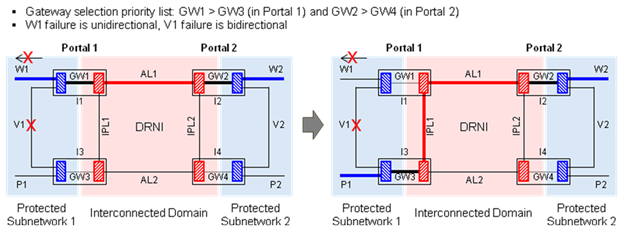 ▪ Gateway selection priority list: GW1 > GW3 (in Portal 1) and GW2 > GW4 (in Portal 2)
▪ W1 failure is unidirectional, V1 failure is bidirectional
Portal 1 Portal 2
W1 GW1 AL1 GW2 W2
I1 I2
V1 IPL1 DRNI IPL2 V2
I3 I4
P1 GW3 AL2 GW4 P2
Protected Subnetwork 1
Interconnected Domain
Protected Subnetwork 2
Portal 1 Portal 2
W1 GW1 AL1 GW2 W2
I1 I2
V1 IPL1 DRNI IPL2 V2
I3 I4
P1 GW3 AL2 GW4 P2
Protected Subnetwork 1
Interconnected Domain
Protected Subnetwork 2